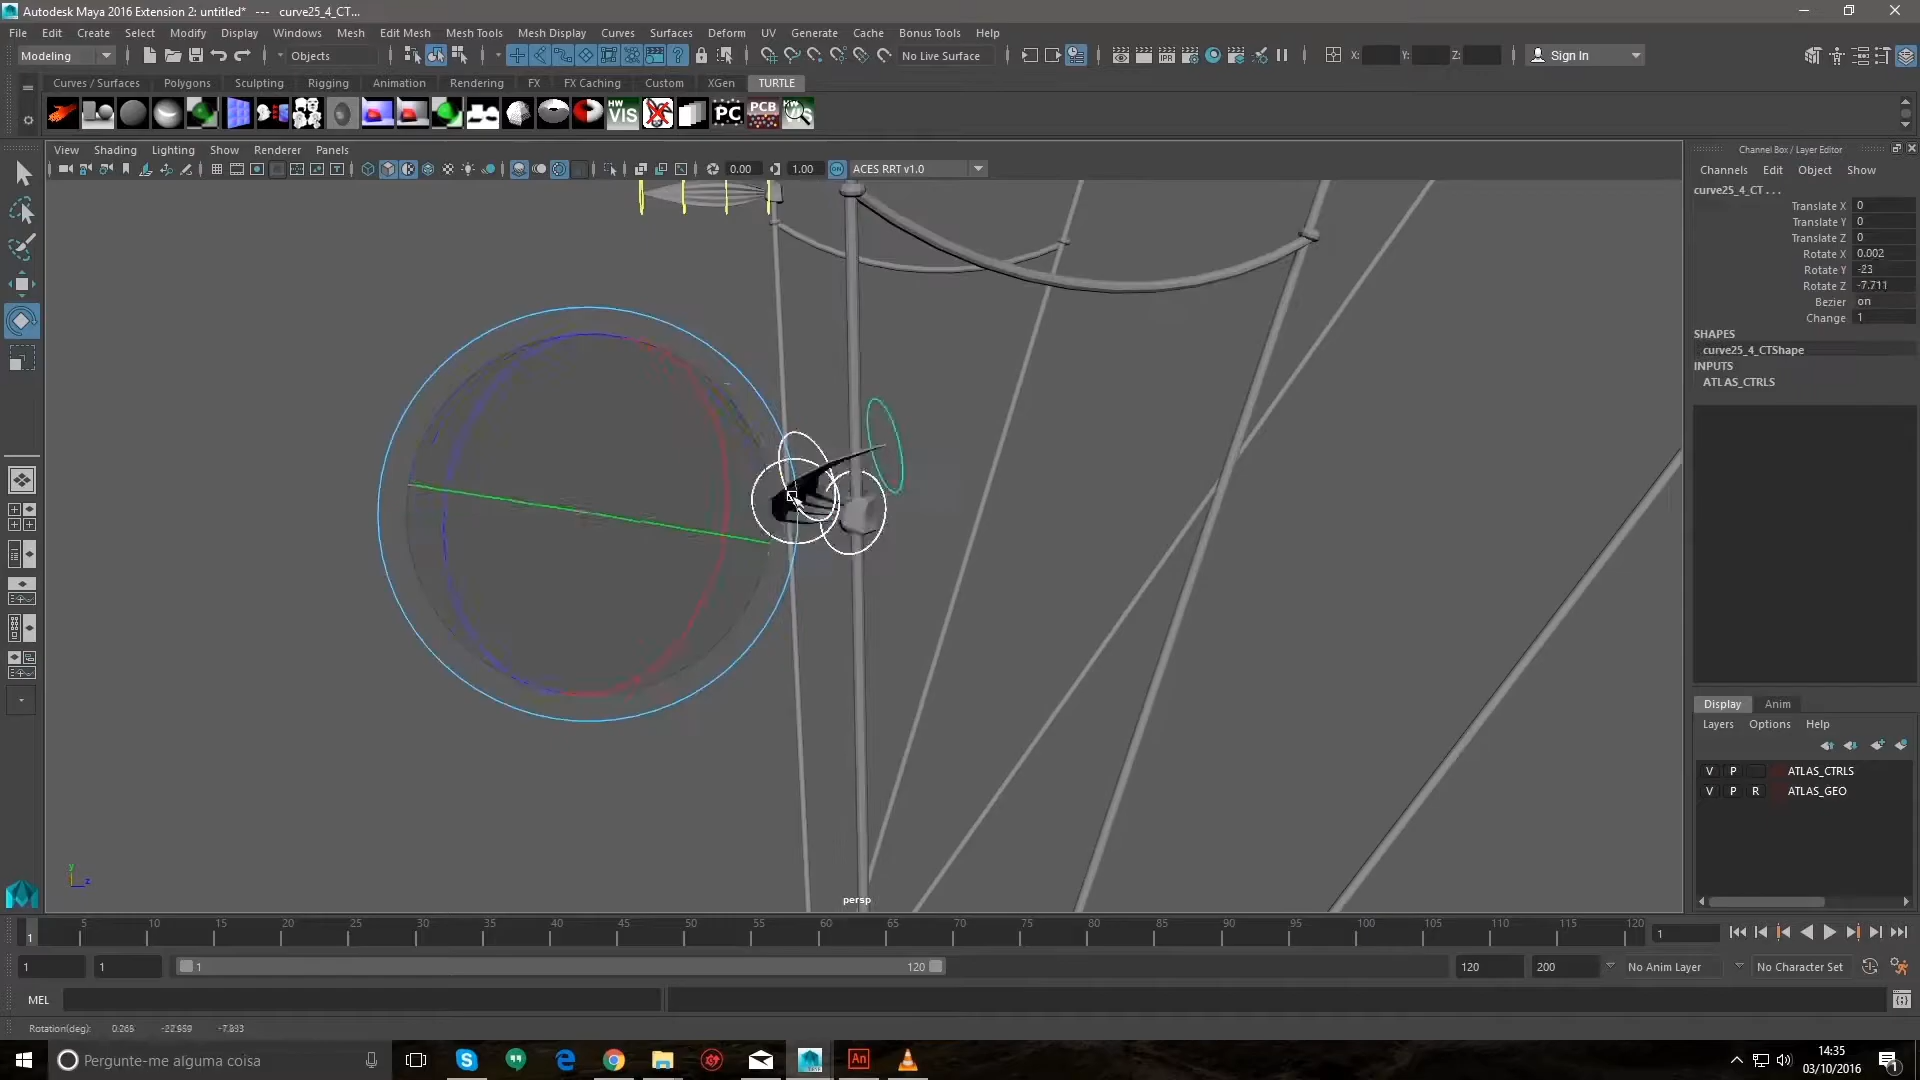 Autodesk Maya 2016 Extension 2: untitled*   ---   curve25_4_CT...
File Edit Create Select Modify Display Windows Mesh Edit Mesh Mesh Tools Mesh Display Curves Surfaces Deform UV Generate Cache Bonus Tools Help
Modeling Objects No Live Surface X: Y: Z: Sign In
Curves / Surfaces Polygons Sculpting Rigging Animation Rendering FX FX Caching Custom XGen TURTLE
HW VIS PC PCB
View Shading Lighting Show Renderer Panels
0.00 1.00 ACES RRT v1.0
Channel Box / Layer Editor
Channels Edit Object Show
curve25_4_CT . . .
Translate X 0
Translate Y 0
Translate Z 0
Rotate X 0.002
Rotate Y -23
Rotate Z -7.711
Bezier on
Change 1
SHAPES
curve25_4_CTShape
INPUTS
ATLAS_CTRLS
Display Anim
Layers Options Help
V P ATLAS_CTRLS
V P R ATLAS_GEO
y
z
persp
5 10 15 20 25 30 35 40 45 50 55 60 65 70 75 80 85 90 95 100 105 110 115 120
1 1
1 1 1 120 120 200 No Anim Layer No Character Set
MEL
Rotation(deg):
Pergunte-me alguma coisa
An
14:35
03/10/2016
1